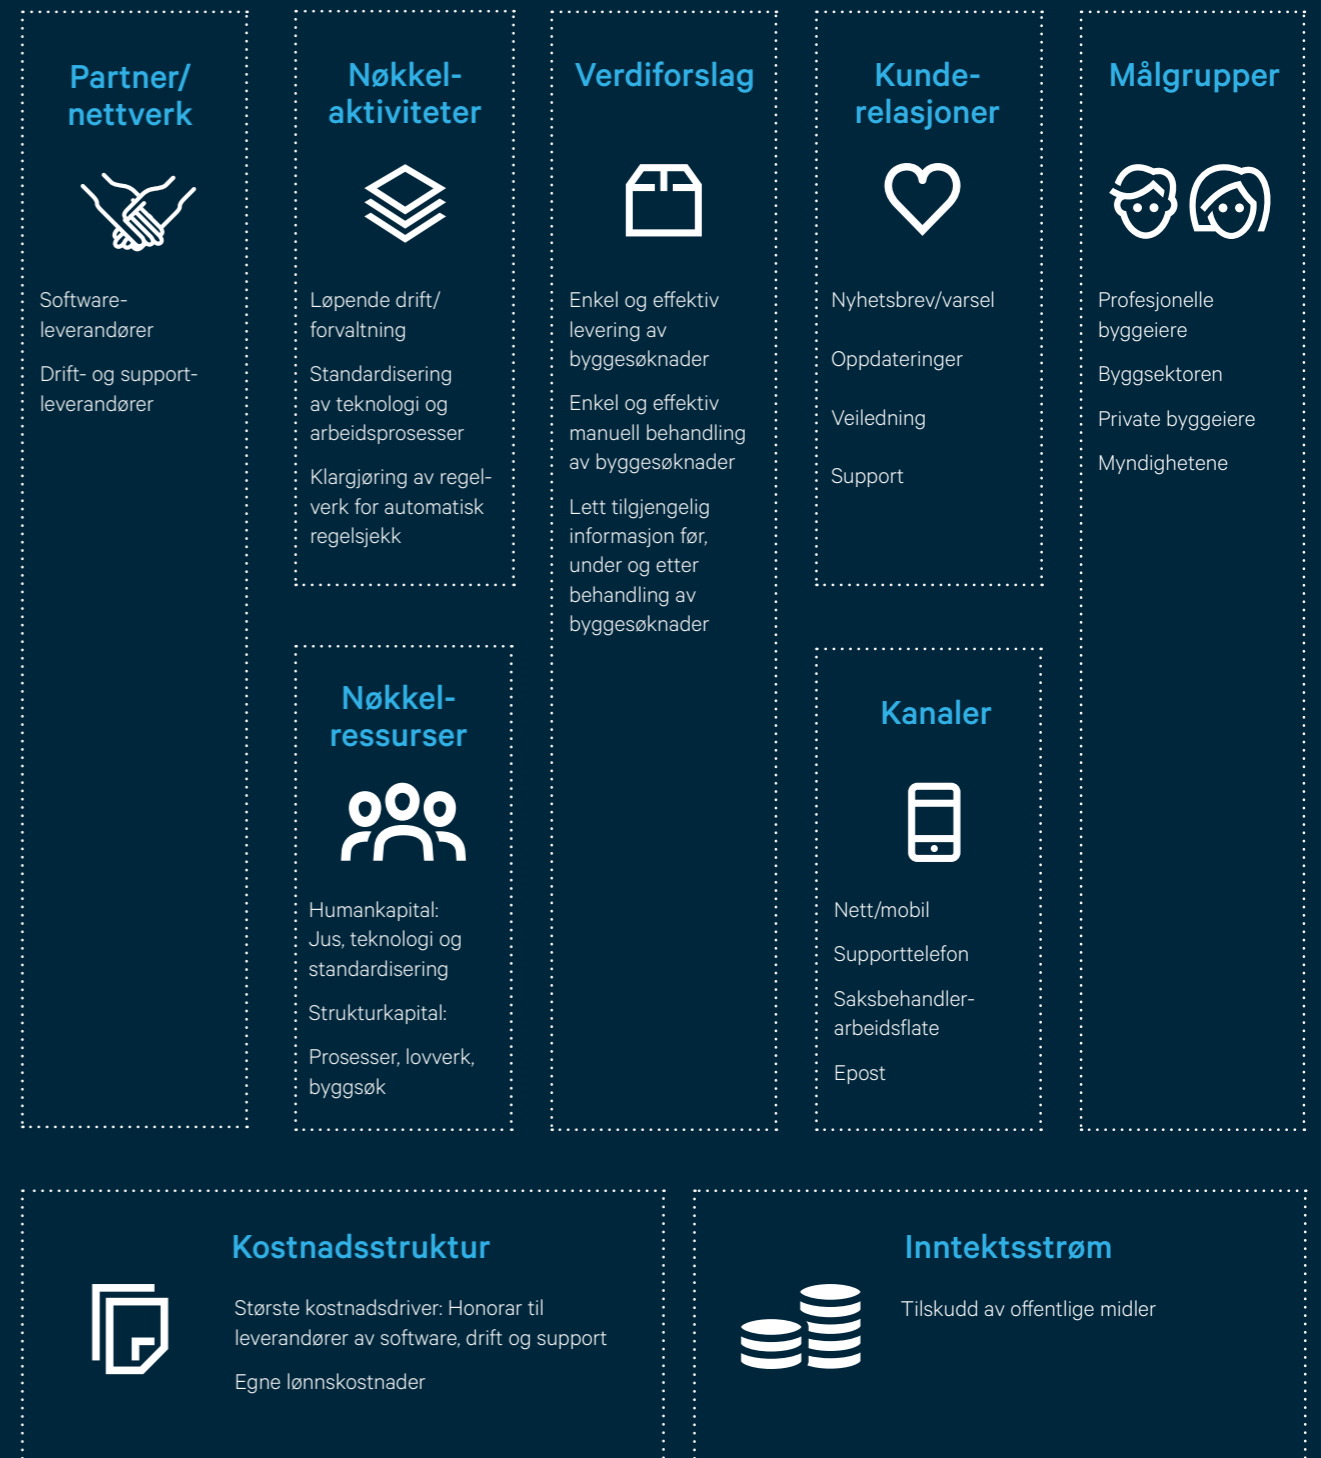 Partner/
nettverk
Software-
leverandører
Drift- og support-
leverandører
Nøkkel-
aktiviteter
Løpende drift/
forvaltning
Standardisering
av teknologi og
arbeidsprosesser
Klargjøring av regel-
verk for automatisk
regelsjekk
Nøkkel-
ressurser
Humankapital:
Jus, teknologi og
standardisering
Strukturkapital:
Prosesser, lovverk,
byggsøk
Verdiforslag
Enkel og effektiv
levering av
byggesøknader
Enkel og effektiv
manuell behandling
av byggesøknader
Lett tilgjengelig
informasjon før,
under og etter
behandling av
byggesøknader
Kunde-
relasjoner
Nyhetsbrev/varsel
Oppdateringer
Veiledning
Support
Kanaler
Nett/mobil
Supporttelefon
Saksbehandler-
arbeidsflate
Epost
Målgrupper
Profesjonelle
byggeiere
Byggsektoren
Private byggeiere
Myndighetene
Kostnadsstruktur
Største kostnadsdriver: Honorar til
leverandører av software, drift og support
Egne lønnskostnader
Inntektsstrøm
Tilskudd av offentlige midler